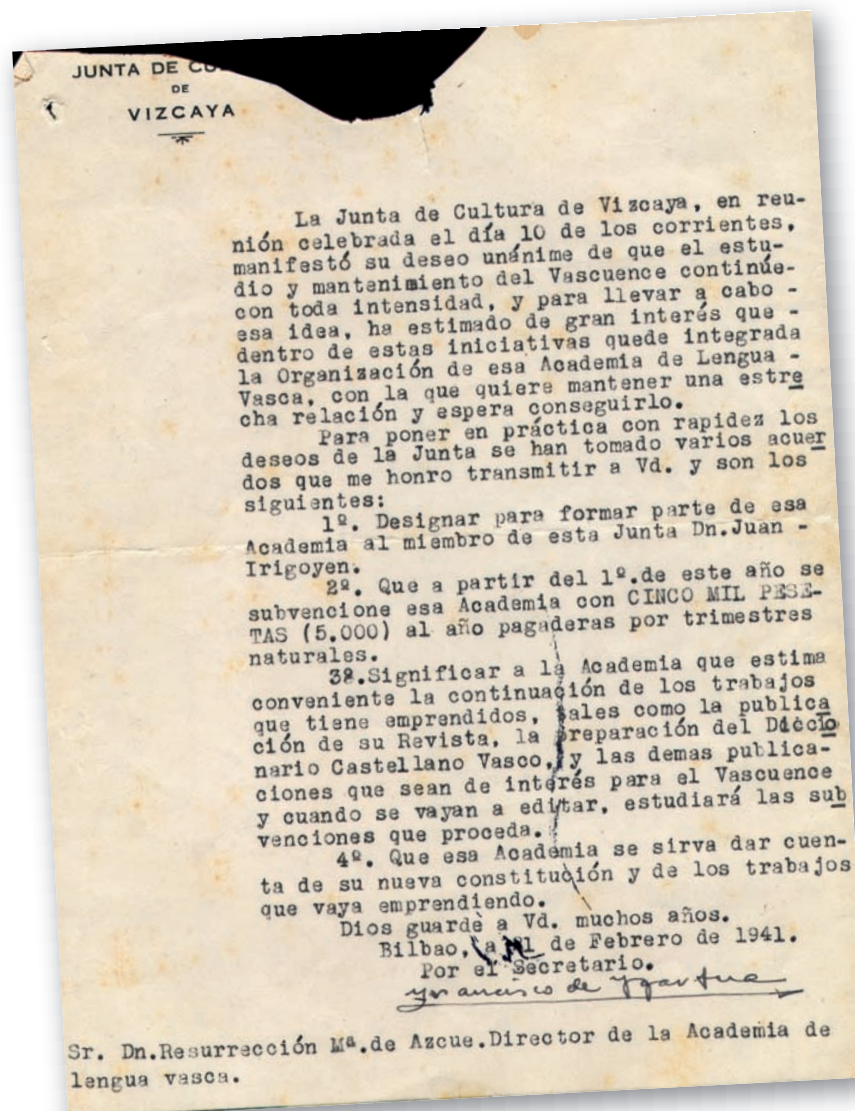 JUNTA DE CU
DE
VIZCAYA
La Junta de Cultura de Vizcaya, en reu-
nión celebrada el día 10 de los corrientes,
manifestó su deseo unánime de que el estu-
dio y mantenimiento del Vascuence continúe-
con toda intensidad, y para llevar a cabo -
esa idea, ha estimado de gran interés que -
dentro de estas iniciativas quede integrada
la Organización de esa Academia de Lengua -
Vasca, con la que quiere mantener una estre
cha relación y espera conseguirlo.
Para poner en práctica con rapidez los
deseos de la Junta se han tomado varios acuer
dos que me honro transmitir a Vd. y son los
siguientes:
1º. Designar para formar parte de esa
Academia al miembro de esta Junta Dn.Juan -
Irigoyen.
2º. Que a partir del 1º.de este año se
subvencione esa Academia con CINCO MIL PESE-
TAS (5.000) al año pagaderas por trimestres
naturales.
3º.Significar a la Academia que estima
conveniente la continuación de los trabajos
que tiene emprendidos, tales como la publica
ción de su Revista, la preparación del Diccio
nario Castellano Vasco, y las demas publica-
ciones que sean de interés para el Vascuence
y cuando se vayan a editar, estudiará las sub
venciones que proceda.
4º. Que esa Academia se sirva dar cuen-
ta de su nueva constitución y de los trabajos
que vaya emprendiendo.
Dios guarde a Vd. muchos años.
Bilbao, a de Febrero de 1941.
Por el Secretario.
Francisco de Ygartua
Sr. Dn.Resurrección Mª.de Azcue.Director de la Academia de
lengua vasca.